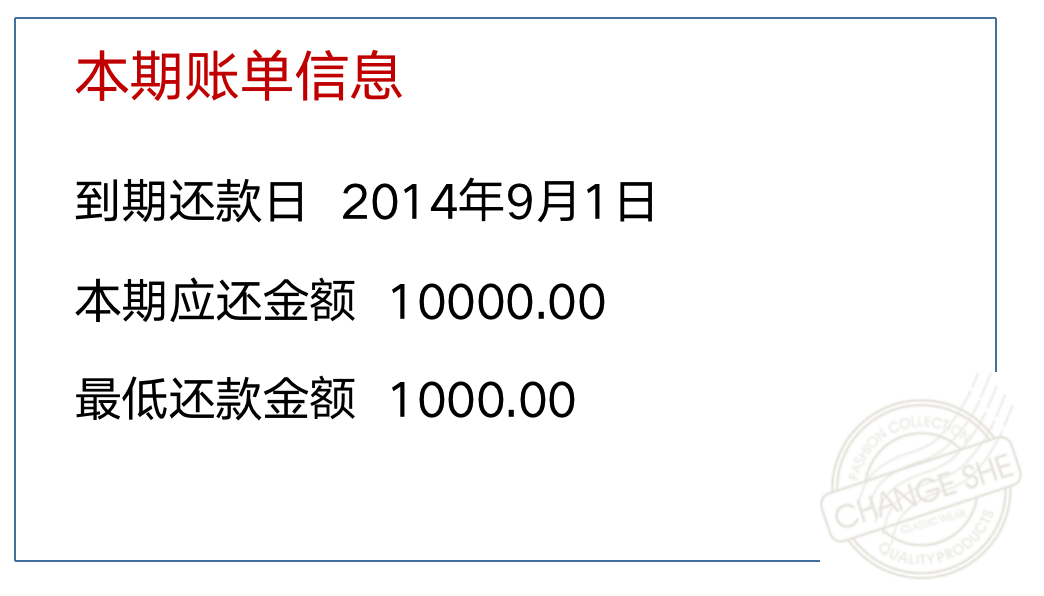 本期账单信息
到期还款日 2014年9月1日
本期应还金额 10000.00
最低还款金额 1000.00
FASHION COLLECTION
CHANGE SHE
CLASSIC WEAR
QUALITY PRODUCTS